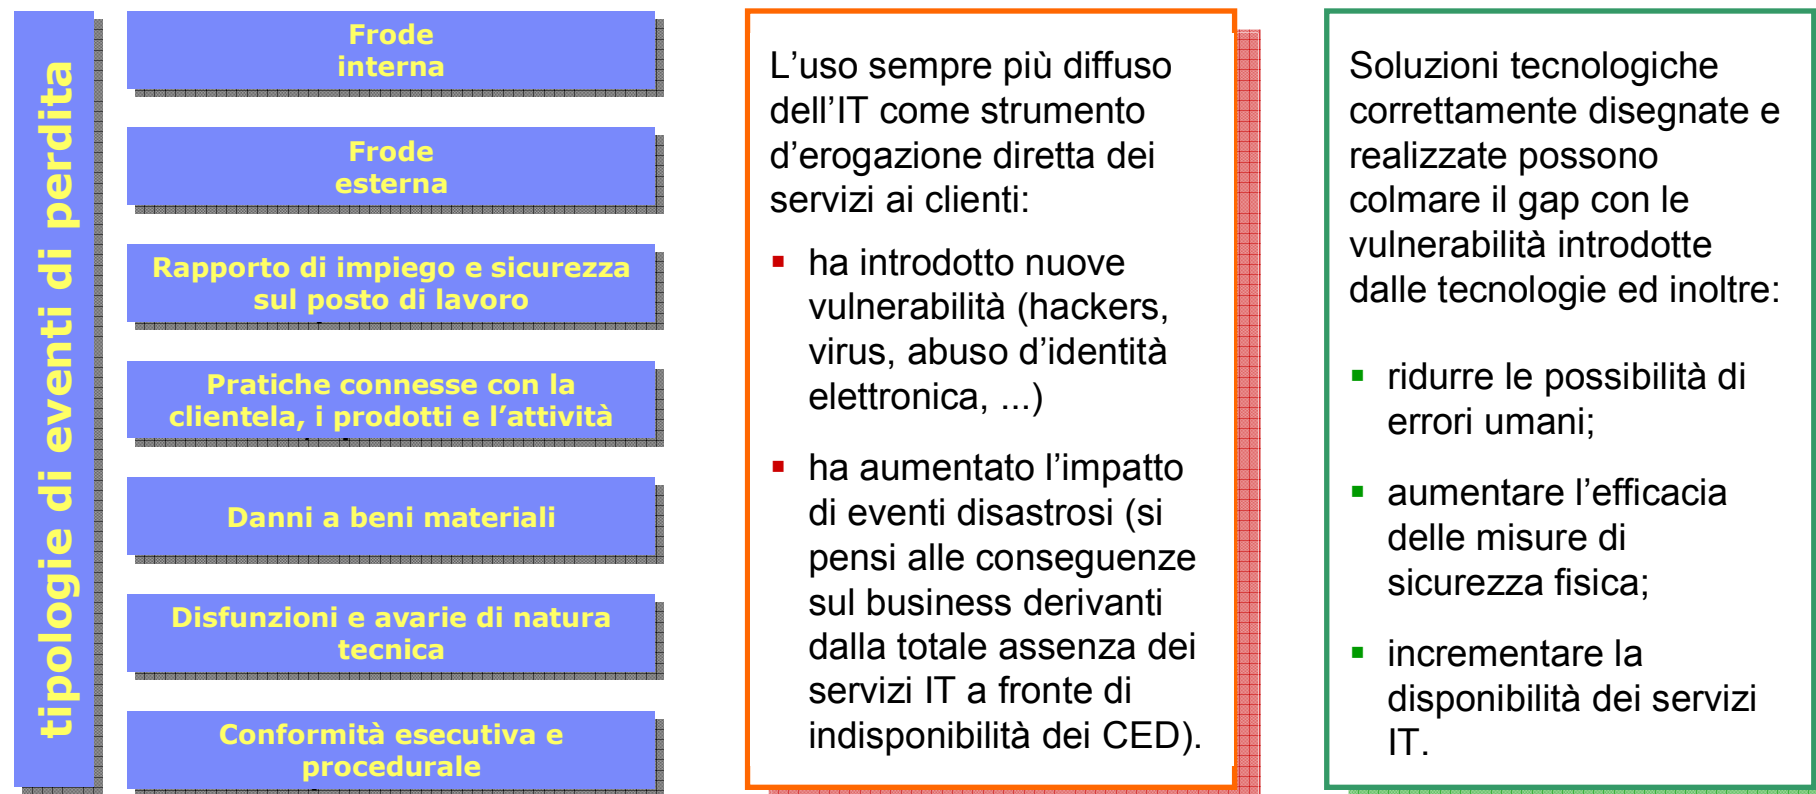 tipologie di eventi di perdita
Frode
interna
Frode
esterna
Rapporto di impiego e sicurezza
sul posto di lavoro
Pratiche connesse con la
clientela, i prodotti e l’attività
Danni a beni materiali
Disfunzioni e avarie di natura
tecnica
Conformità esecutiva e
procedurale
L’uso sempre più diffuso
dell’IT come strumento
d’erogazione diretta dei
servizi ai clienti:
▪ ha introdotto nuove
vulnerabilità (hackers,
virus, abuso d’identità
elettronica, ...)
▪ ha aumentato l’impatto
di eventi disastrosi (si
pensi alle conseguenze
sul business derivanti
dalla totale assenza dei
servizi IT a fronte di
indisponibilità dei CED).
Soluzioni tecnologiche
correttamente disegnate e
realizzate possono
colmare il gap con le
vulnerabilità introdotte
dalle tecnologie ed inoltre:
▪ ridurre le possibilità di
errori umani;
▪ aumentare l’efficacia
delle misure di
sicurezza fisica;
▪ incrementare la
disponibilità dei servizi
IT.